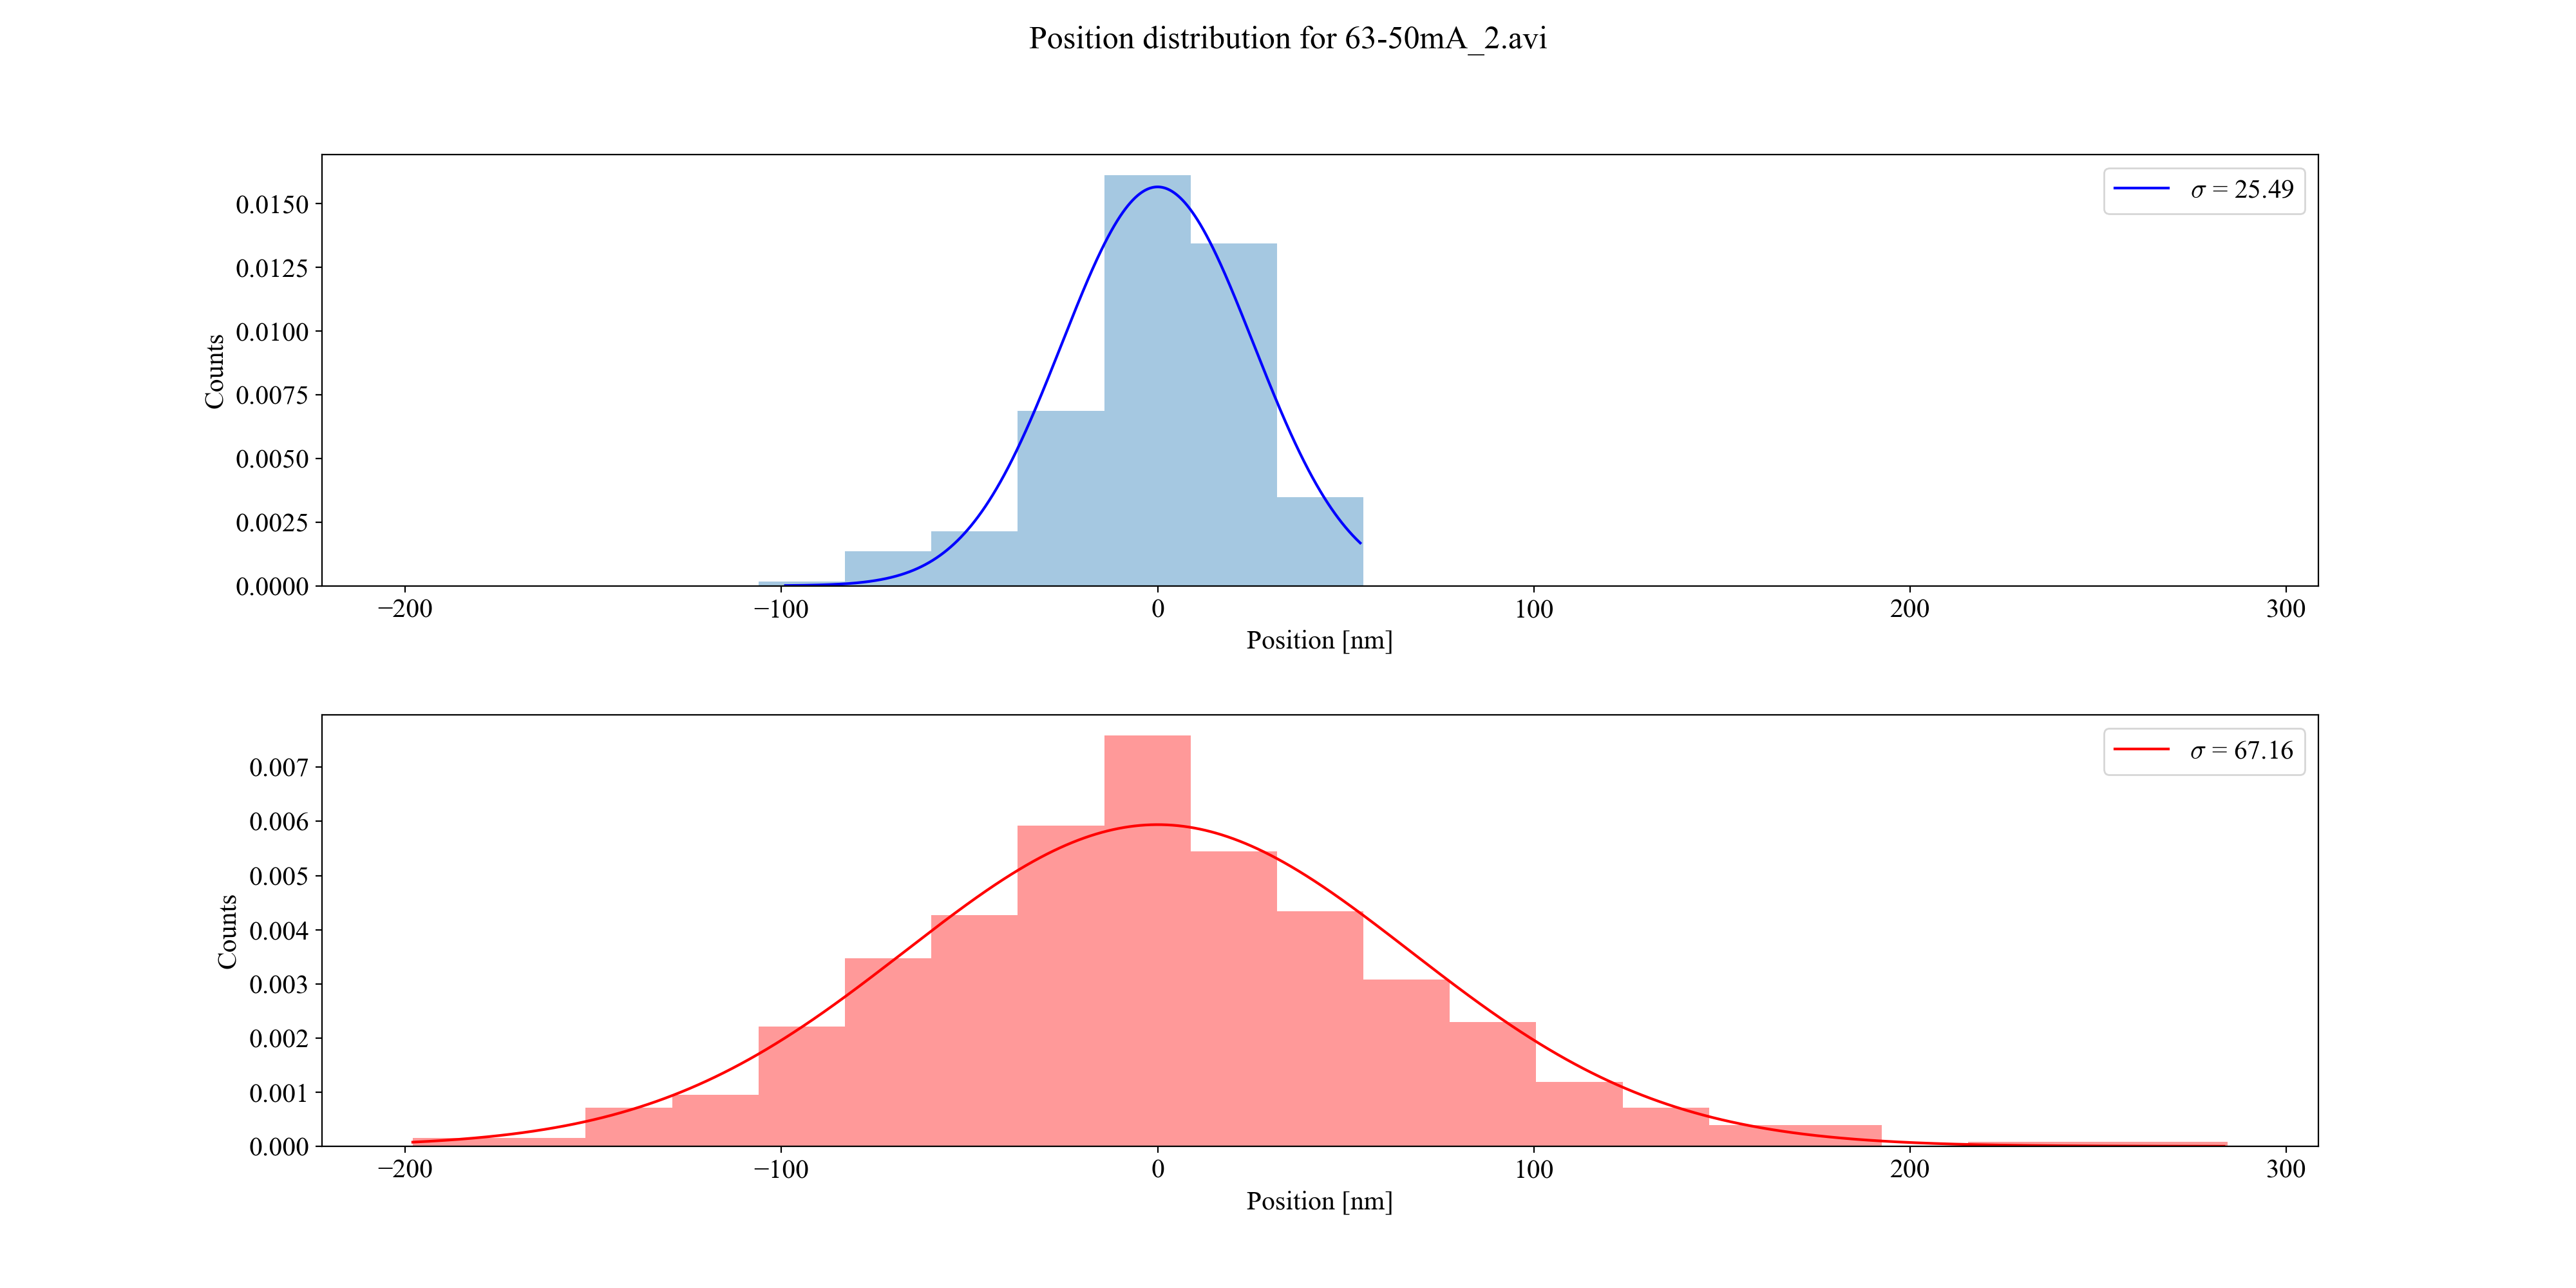 Position distribution for 63-50mA_2.avi
σ = 25.49
Counts
0.0150
0.0125
0.0100
0.0075
0.0050
0.0025
0.0000
−200 −100 0 100 200 300
Position [nm]
σ = 67.16
Counts
0.007
0.006
0.005
0.004
0.003
0.002
0.001
0.000
−200 −100 0 100 200 300
Position [nm]